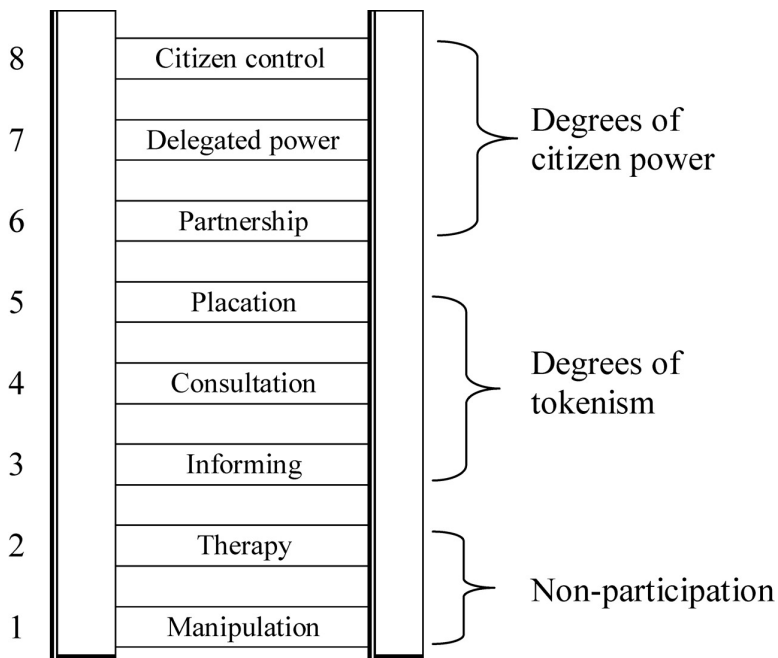 8 Citizen control
7 Delegated power
Degrees of
citizen power
6 Partnership
5 Placation
4 Consultation
Degrees of
tokenism
3 Informing
2 Therapy
Non-participation
1 Manipulation